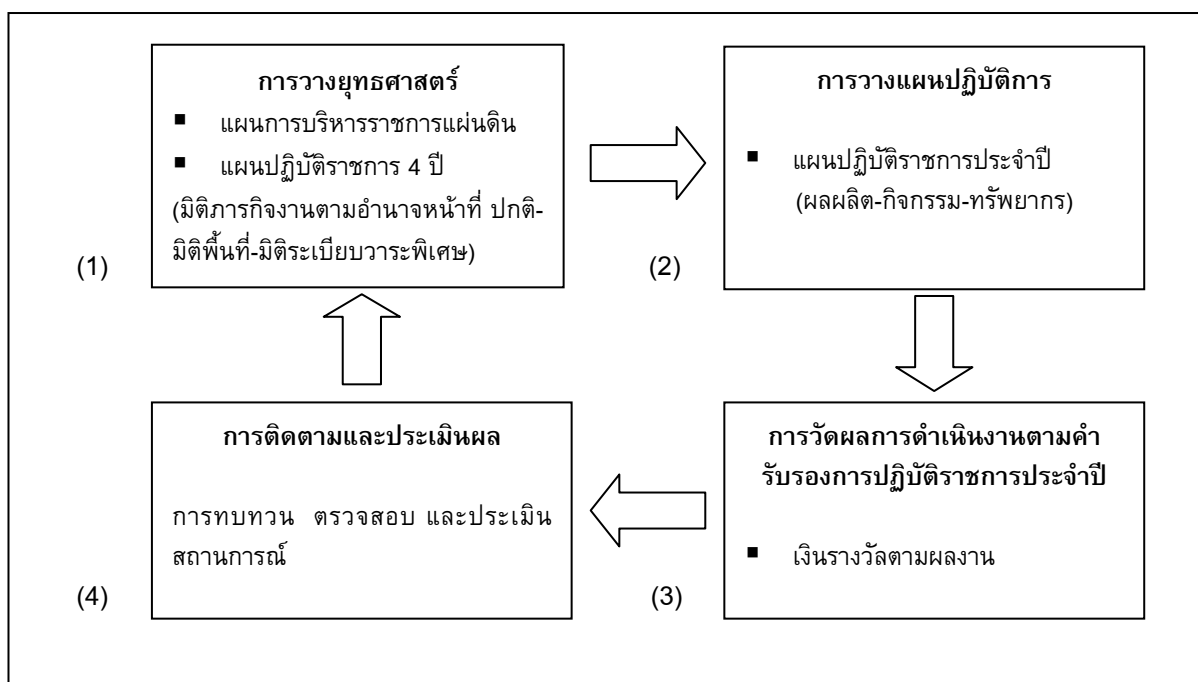 การวางยุทธศาสตร์
▪ แผนการบริหารราชการแผ่นดิน
▪ แผนปฏิบัติราชการ 4 ปี
(มิติภารกิจงานตามอำนาจหน้าที่ ปกติ-
มิติพื้นที่-มิติระเบียบวาระพิเศษ)
(1)
การวางแผนปฏิบัติการ
▪ แผนปฏิบัติราชการประจำปี
(ผลผลิต-กิจกรรม-ทรัพยากร)
(2)
การวัดผลการดำเนินงานตามคำ
รับรองการปฏิบัติราชการประจำปี
▪ เงินรางวัลตามผลงาน
(3)
การติดตามและประเมินผล
การทบทวน ตรวจสอบ และประเมิน
สถานการณ์
(4)